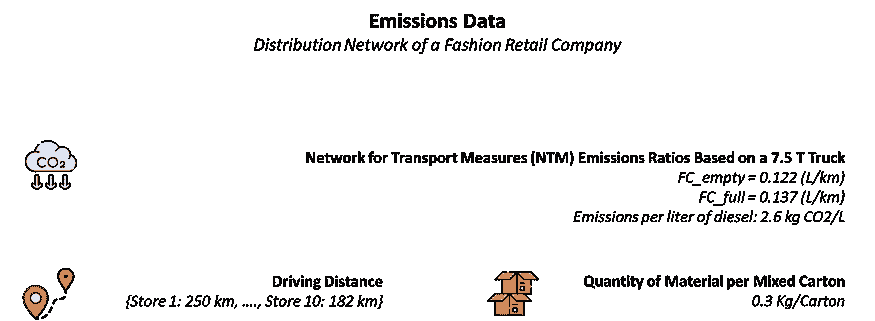 Emissions Data
Distribution Network of a Fashion Retail Company
CO₂
Network for Transport Measures (NTM) Emissions Ratios Based on a 7.5 T Truck
FC_empty = 0.122 (L/km)
FC_full = 0.137 (L/km)
Emissions per liter of diesel: 2.6 kg CO2/L
Driving Distance
{Store 1: 250 km, ...., Store 10: 182 km}
Quantity of Material per Mixed Carton
0.3 Kg/Carton